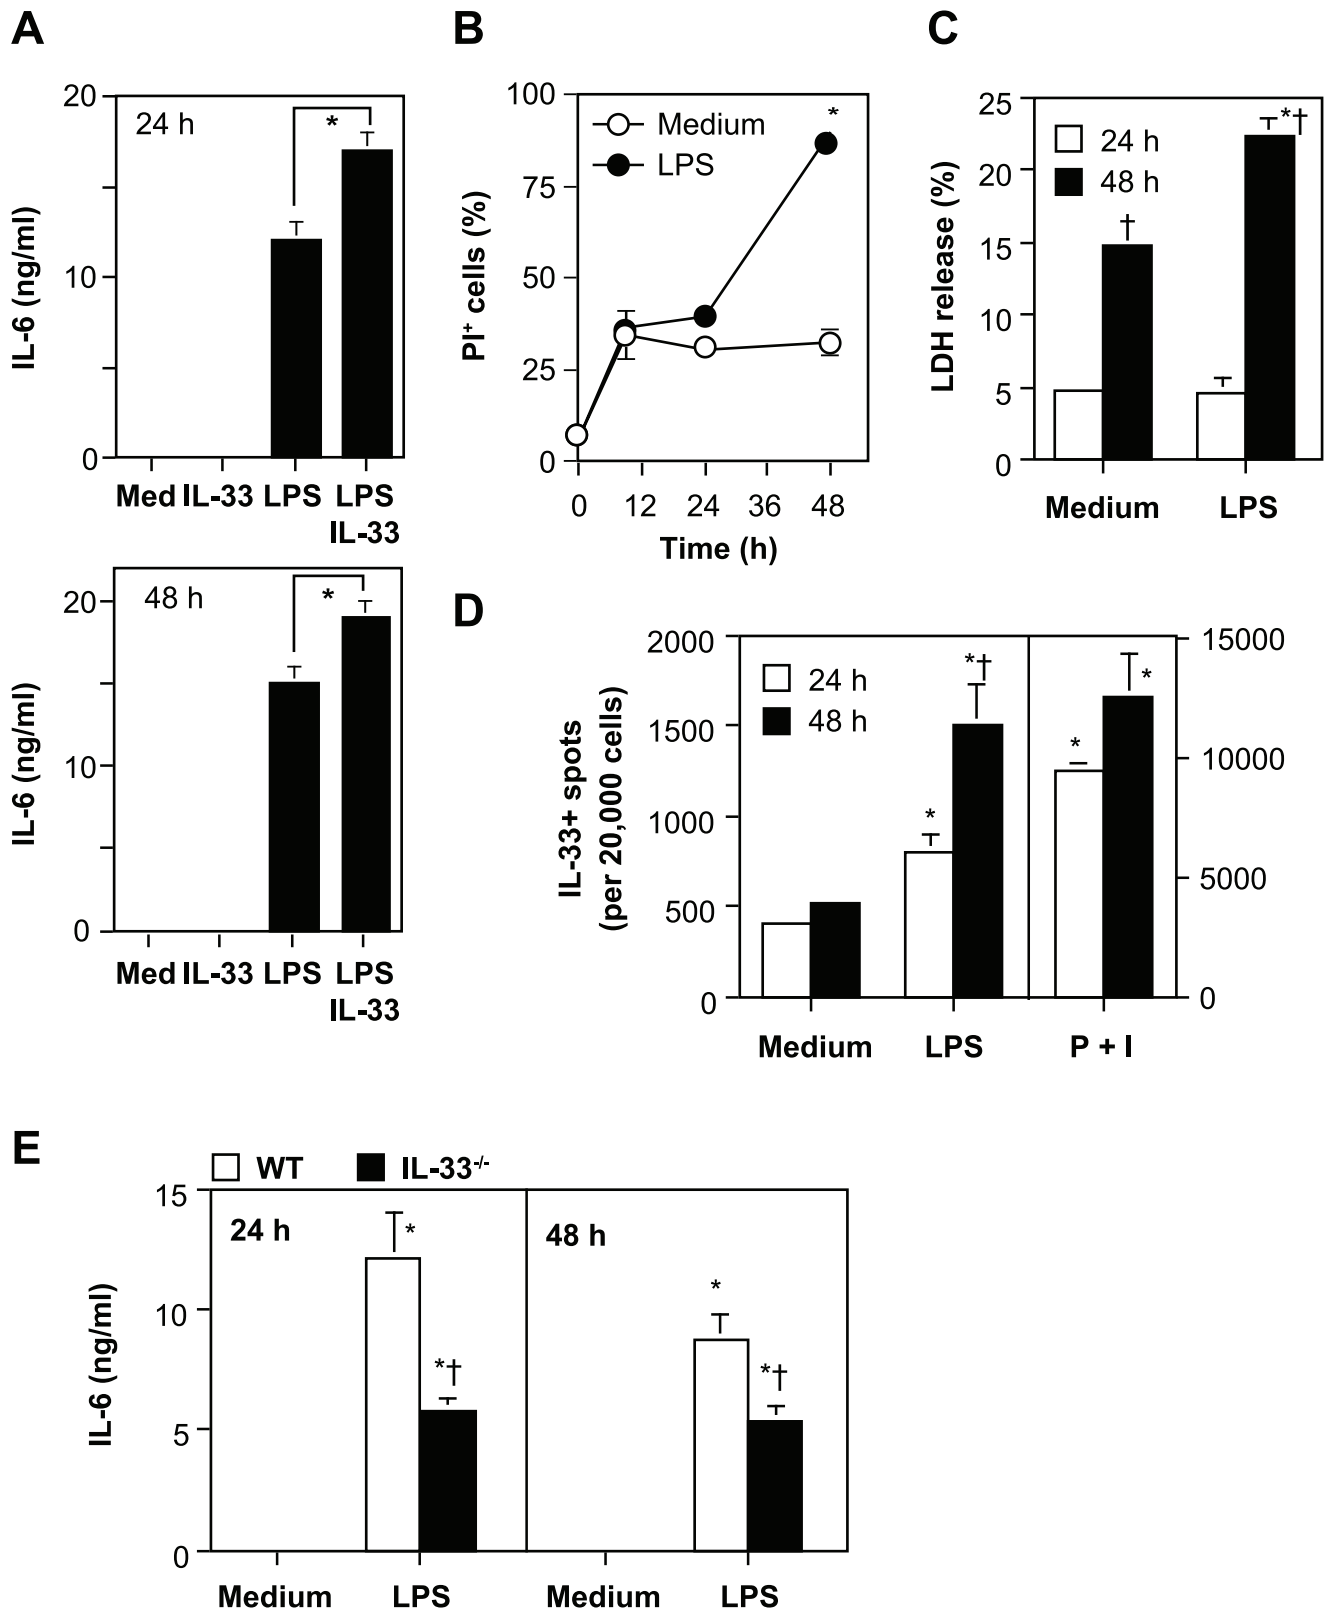 A
20
10
0
IL-6 (ng/ml)
24 h
*
Med IL-33 LPS LPS
IL-33
20
10
0
IL-6 (ng/ml)
48 h
*
Med IL-33 LPS LPS
IL-33
B
100
75
50
25
0
PI+ cells (%)
Medium
LPS
*
0 12 24 36 48
Time (h)
C
25
20
15
10
5
0
LDH release (%)
24 h
48 h
†
*†
Medium LPS
D
2000
1500
1000
500
0
IL-33+ spots
(per 20,000 cells)
24 h
48 h
*
*†
*
*
15000
10000
5000
0
Medium LPS P + I
E
WT IL-33-/-
15
10
5
0
IL-6 (ng/ml)
24 h
*
*†
48 h
*
*†
Medium LPS Medium LPS